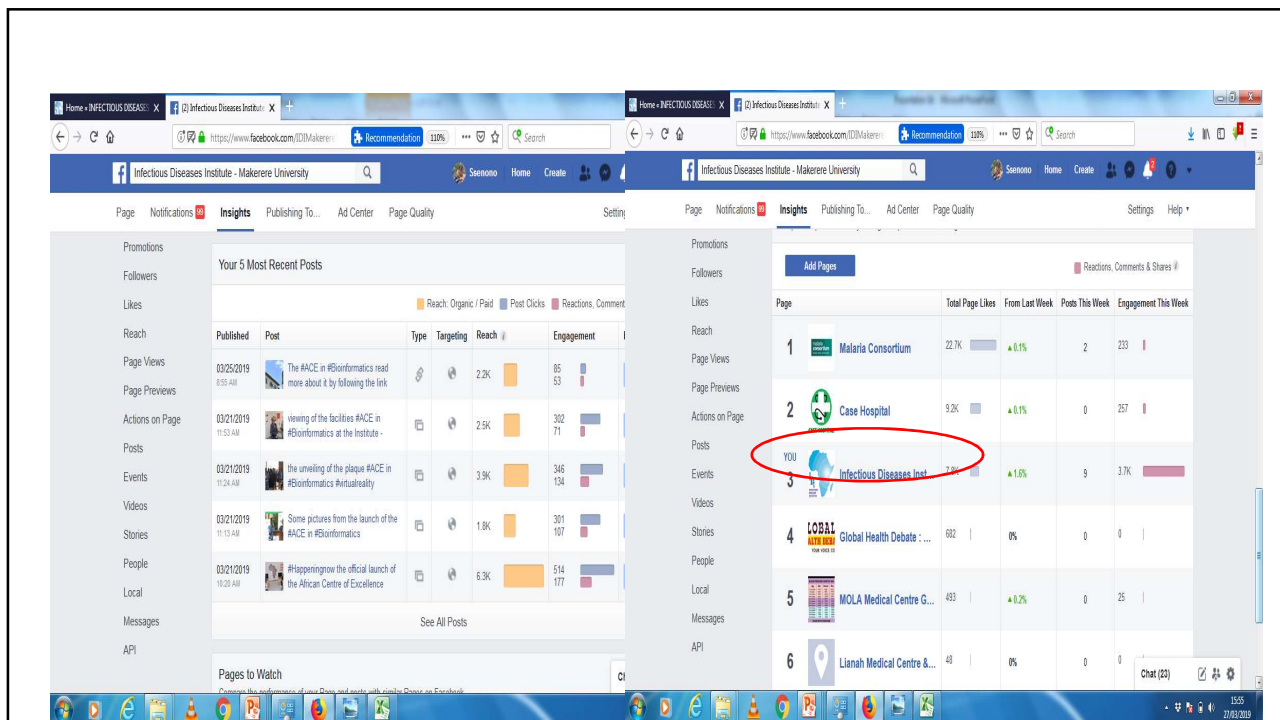 Home « INFECTIOUS DISEASES X
(2) Infectious Diseases Institute X
https://www.facebook.com/IDIMakerere
Recommendation
110%
Search
Infectious Diseases Institute - Makerere University
Ssenono Home Create
Page Notifications 99 Insights Publishing To... Ad Center Page Quality
Promotions
Followers
Likes
Reach
Page Views
Page Previews
Actions on Page
Posts
Events
Videos
Stories
People
Local
Messages
API
Your 5 Most Recent Posts
Reach: Organic / Paid Post Clicks Reactions, Comment
Published Post Type Targeting Reach Engagement
03/25/2019 The #ACE in #Bioinformatics read 2.2K 85
8:55 AM more about it by following the link 53
03/21/2019 viewing of the facilities #ACE in 2.5K 302
11:53 AM #Bioinformatics at the Institute - 71
03/21/2019 the unveiling of the plaque #ACE in 3.9K 346
11:24 AM #Bioinformatics #virtualreality 134
03/21/2019 Some pictures from the launch of the 1.8K 301
11:13 AM #ACE in #Bioinformatics 107
03/21/2019 #Happeningnow the official launch of 6.3K 514
10:20 AM the African Centre of Excellence 177
See All Posts
Pages to Watch
Compare the performance of your Page and posts with similar Pages on Facebook.
Home « INFECTIOUS DISEASES X
(2) Infectious Diseases Institute X
https://www.facebook.com/IDIMakerere
Recommendation
110%
Search
Infectious Diseases Institute - Makerere University
Ssenono Home Create 2
Page Notifications 99 Insights Publishing To... Ad Center Page Quality Settings Help
Promotions
Followers
Likes
Reach
Page Views
Page Previews
Actions on Page
Posts
Events
Videos
Stories
People
Local
Messages
API
Add Pages
Reactions, Comments & Shares
Page Total Page Likes From Last Week Posts This Week Engagement This Week
1 Malaria Consortium 22.7K 0.1% 2 233
2 Case Hospital 9.2K 0.1% 0 257
YOU
3 Infectious Diseases Inst... 1.6% 9 3.7K
4 Global Health Debate : ... 682 0% 0 0
5 MOLA Medical Centre G... 493 0.2% 0 25
6 Lianah Medical Centre &... 48 0% 0 0
Chat (23)
15:55
27/03/2019